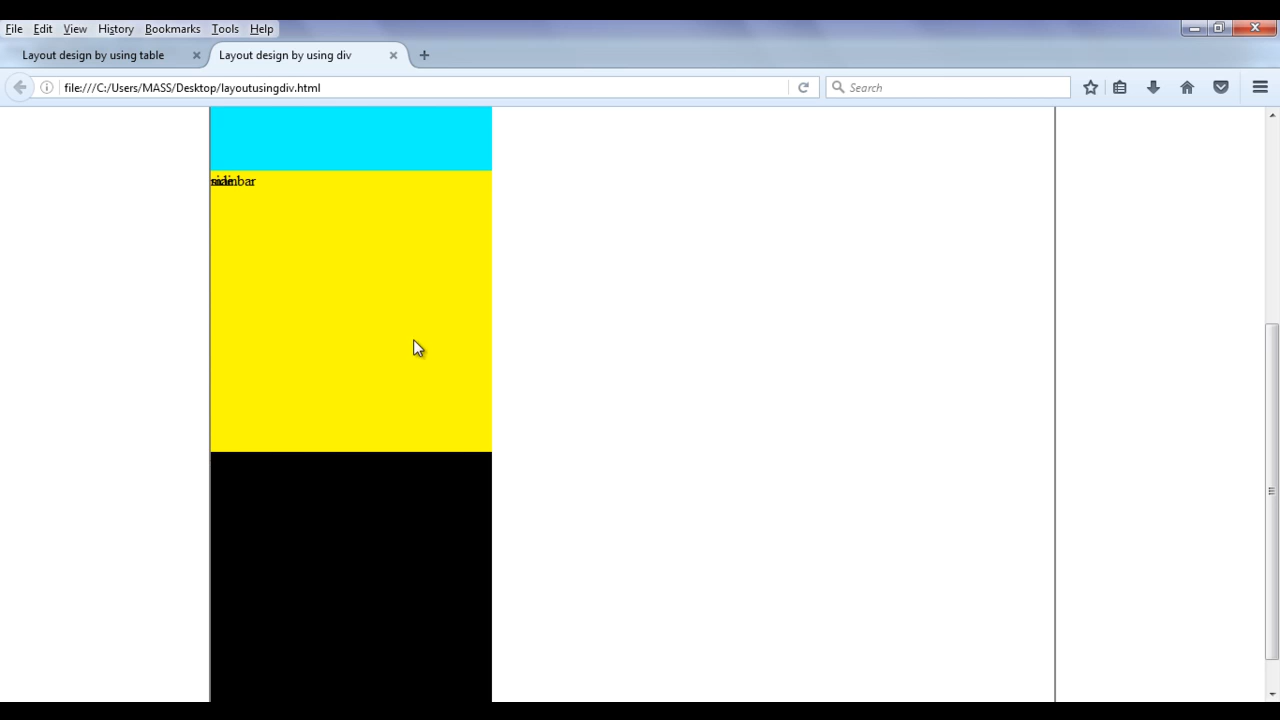 File Edit View History Bookmarks Tools Help
Layout design by using table Layout design by using div
file:///C:/Users/MASS/Desktop/layoutusingdiv.html Search
bar